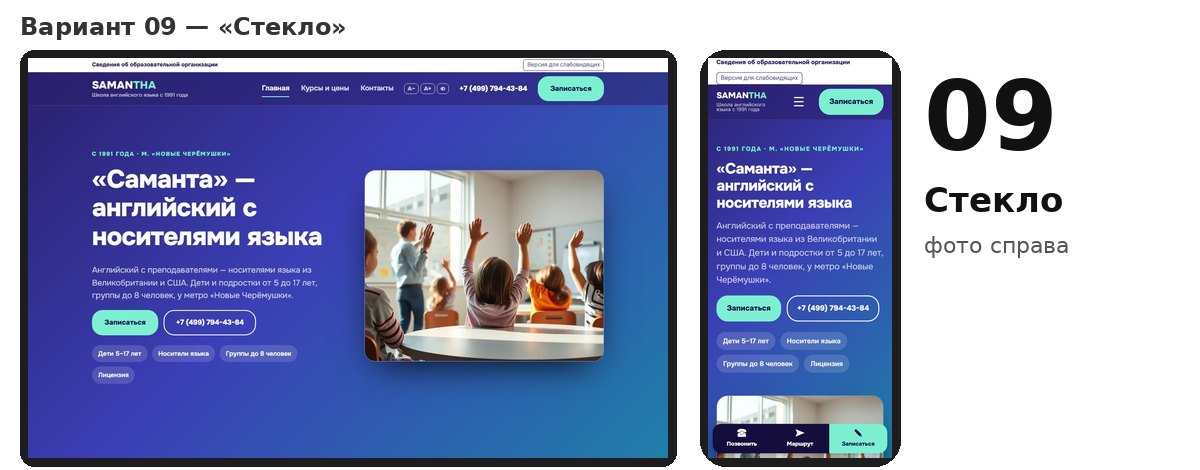 Вариант 09 — «Стекло»
Сведения об образовательной организации
Версия для слабовидящих
SAMANTHA
Школа английского языка с 1991 года
Главная
Курсы и цены
Контакты
A−
A+
+7 (499) 794-43-84
Записаться
С 1991 ГОДА · М. «НОВЫЕ ЧЕРЁМУШКИ»
«Саманта» —
английский с
носителями языка
Английский с преподавателями — носителями языка из
Великобритании и США. Дети и подростки от 5 до 17 лет,
группы до 8 человек, у метро «Новые Черёмушки».
Записаться
+7 (499) 794-43-84
Дети 5–17 лет
Носители языка
Группы до 8 человек
Лицензия
Сведения об образовательной организации
Версия для слабовидящих
SAMANTHA
Школа английского
языка с 1991 года
Записаться
С 1991 ГОДА · М. «НОВЫЕ ЧЕРЁМУШКИ»
«Саманта» —
английский с
носителями языка
Английский с преподавателями —
носителями языка из Великобритании
и США. Дети и подростки от 5 до 17 лет,
группы до 8 человек, у метро «Новые
Черёмушки».
Записаться
+7 (499) 794-43-84
Дети 5–17 лет
Носители языка
Группы до 8 человек
Лицензия
Позвонить
Маршрут
Записаться
09
Стекло
фото справа